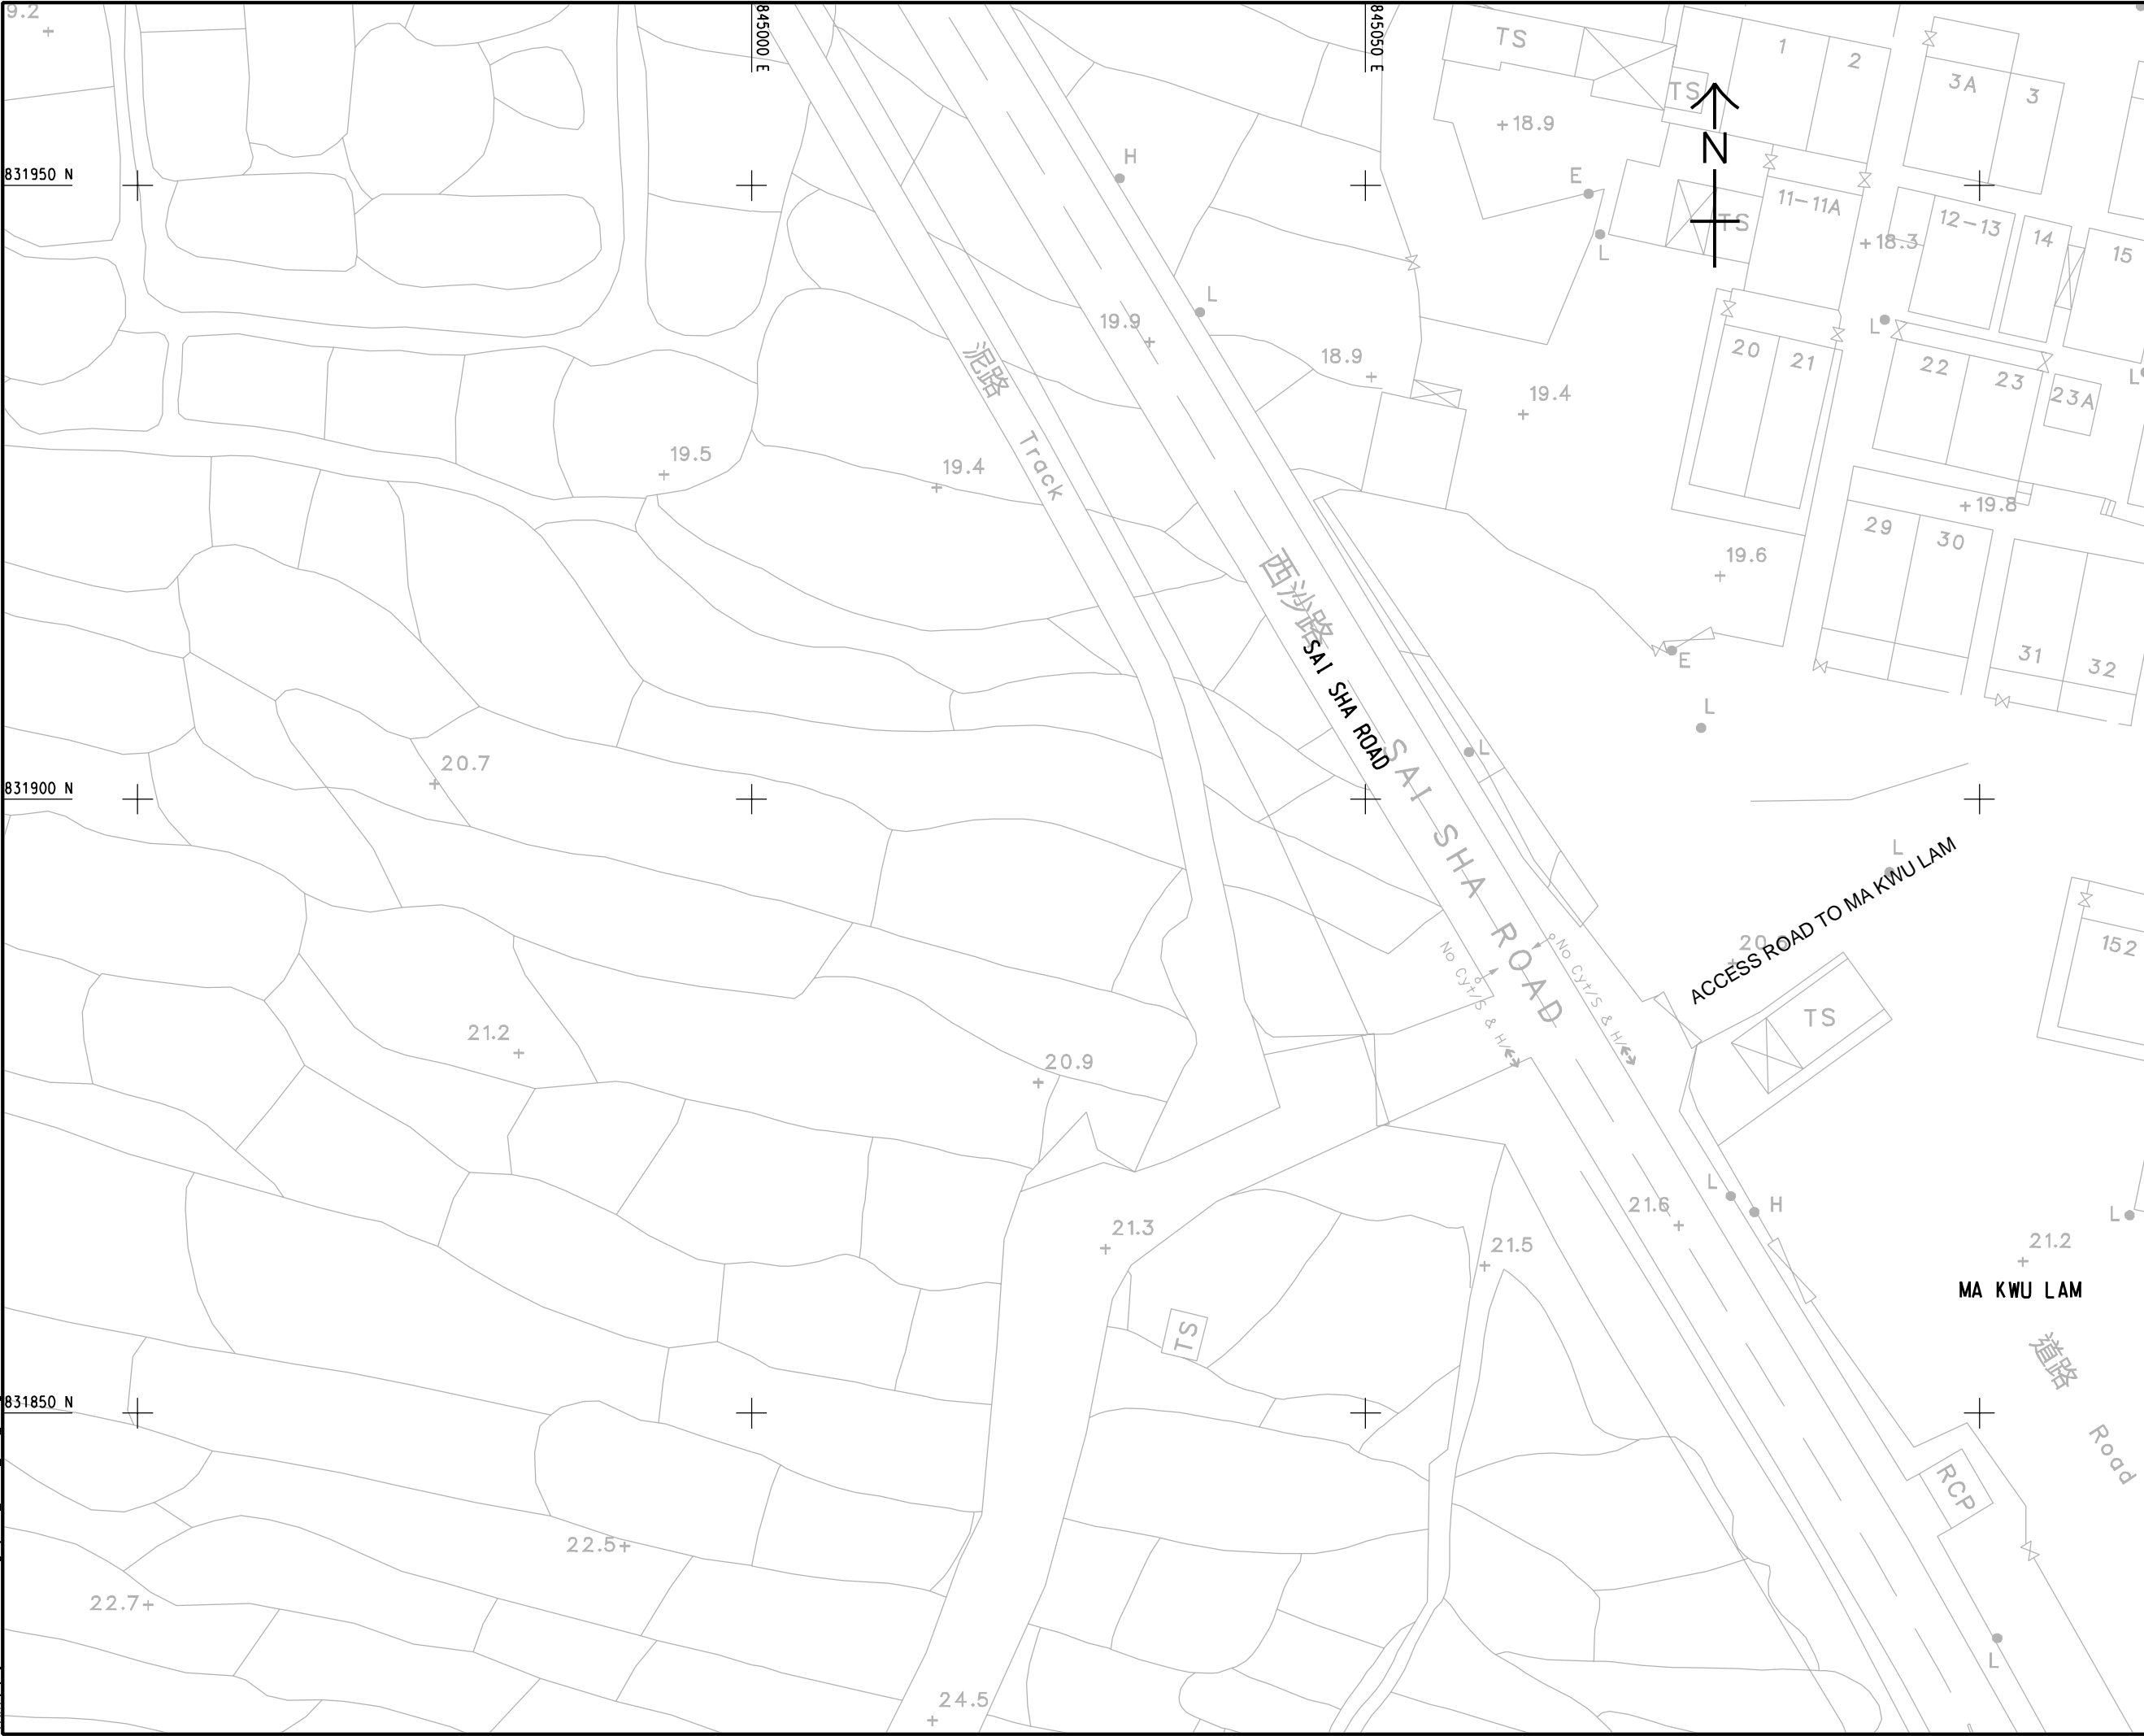 9.2
845000 E
845050 E
TS
1
2
3A
3
TS
+18.9
H
831950 N
N
E
11-11A
TS
12-13
14
15
+18.3
L
L
L
19.9
18.9
20
21
22
23
23A
L
泥路
19.4
19.5
Track
19.4
+19.8
29
30
19.6
西沙路
SAI SHA ROAD
E
31
32
L
20.7
L
SAI SHA ROAD
831900 N
L
ACCESS ROAD TO MA KWU LAM
152
No Cyt/S & H/
No Cyt/S & H/
TS
21.2
20.9
L
H
21.6
L
21.3
21.5
21.2
MA KWU LAM
TS
道路
831850 N
Road
RCP
22.5+
22.7+
L
24.5